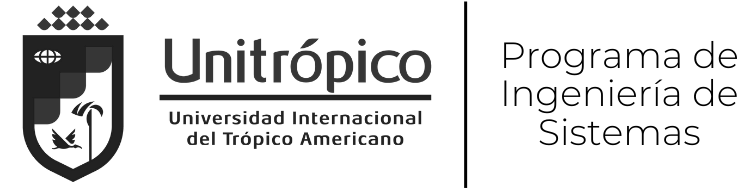 Unitrópico
Universidad Internacional
del Trópico Americano
Programa de
Ingeniería de
Sistemas